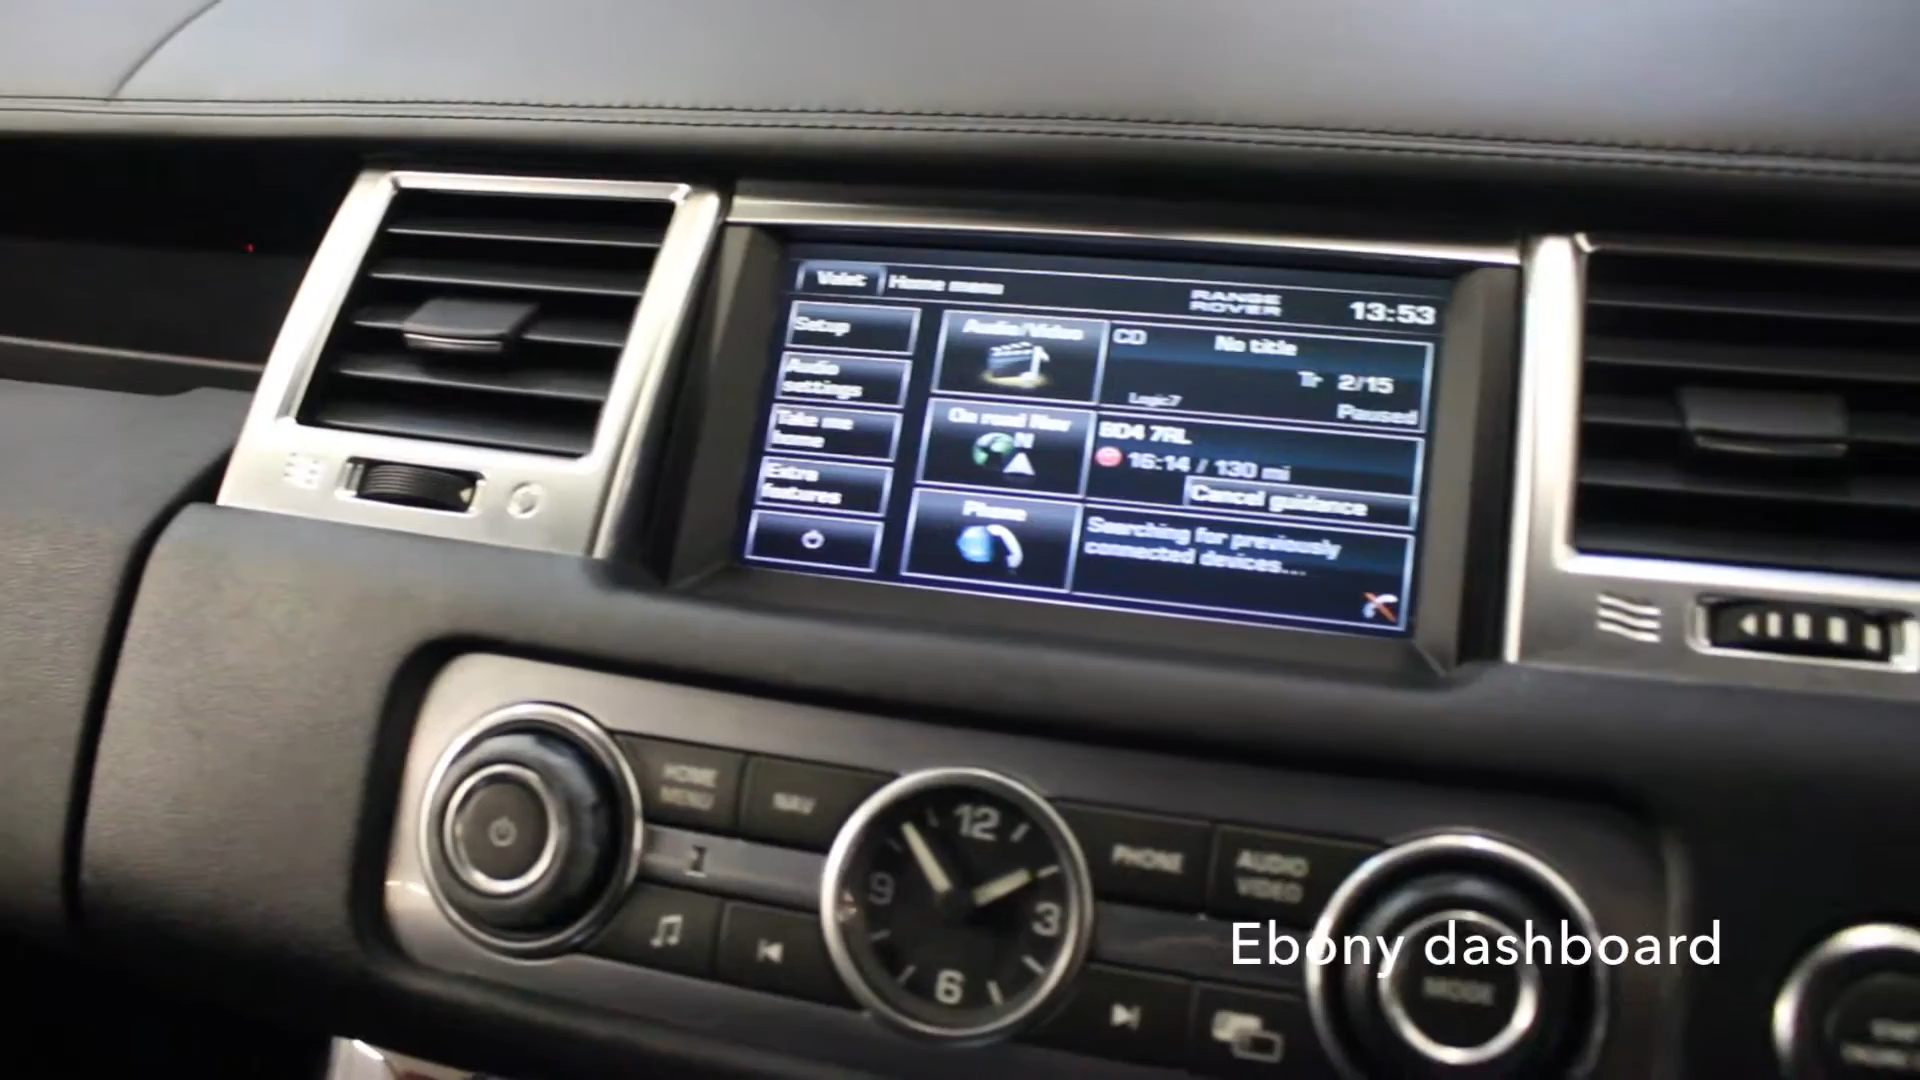 Valet
Home menu
RANGE
ROVER
13:53
Setup
Audio
settings
Take me
home
Extra
features
Audio/Video
CD
No title
Tr 2/15
Logic7
Paused
On road Nav
N
BD4 7RL
16:14 / 130 mi
Cancel guidance
Phone
Searching for previously
connected devices...
HOME
MENU
NAV
12
3
6
9
PHONE
AUDIO
VIDEO
MODE
Ebony dashboard